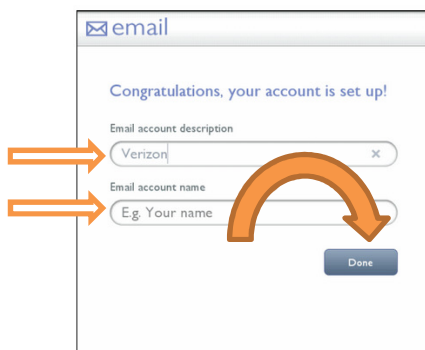 email
Congratulations, your account is set up!
Email account description
Verizon
Email account name
E.g. Your name
Done